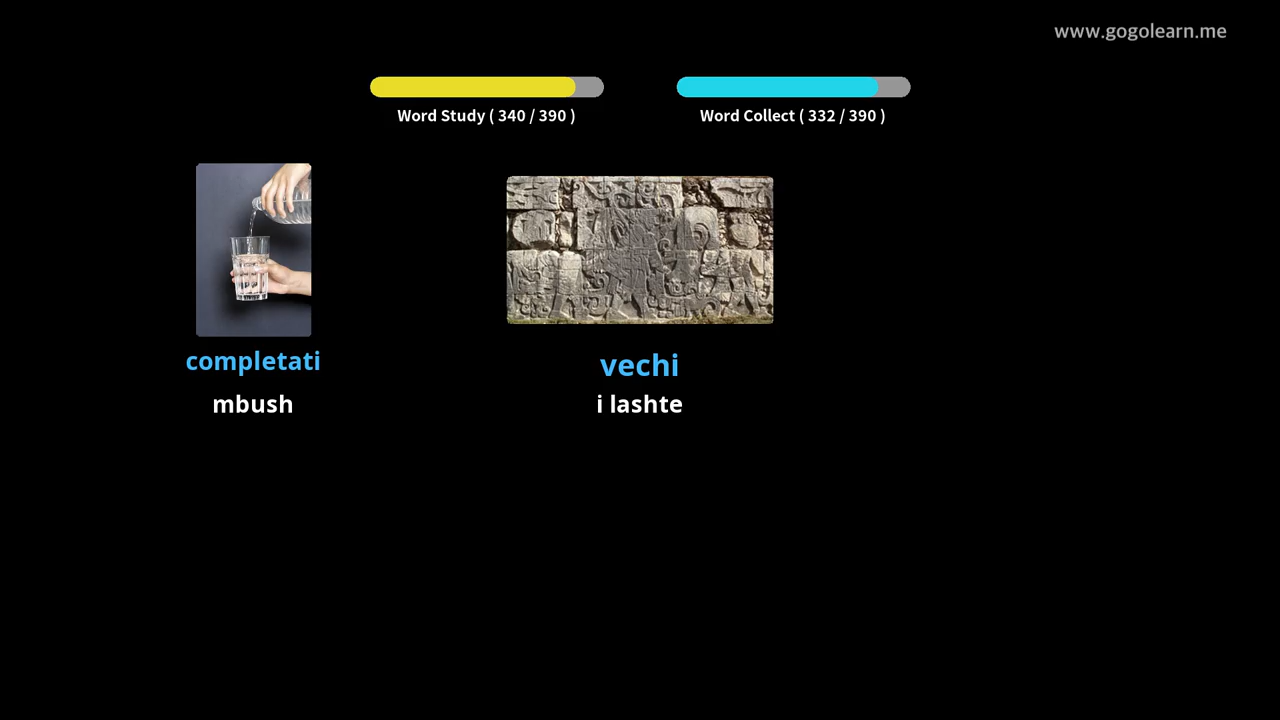 www.gogolearn.me
Word Study ( 340 / 390 )
Word Collect ( 332 / 390 )
completati
mbush
vechi
i lashte